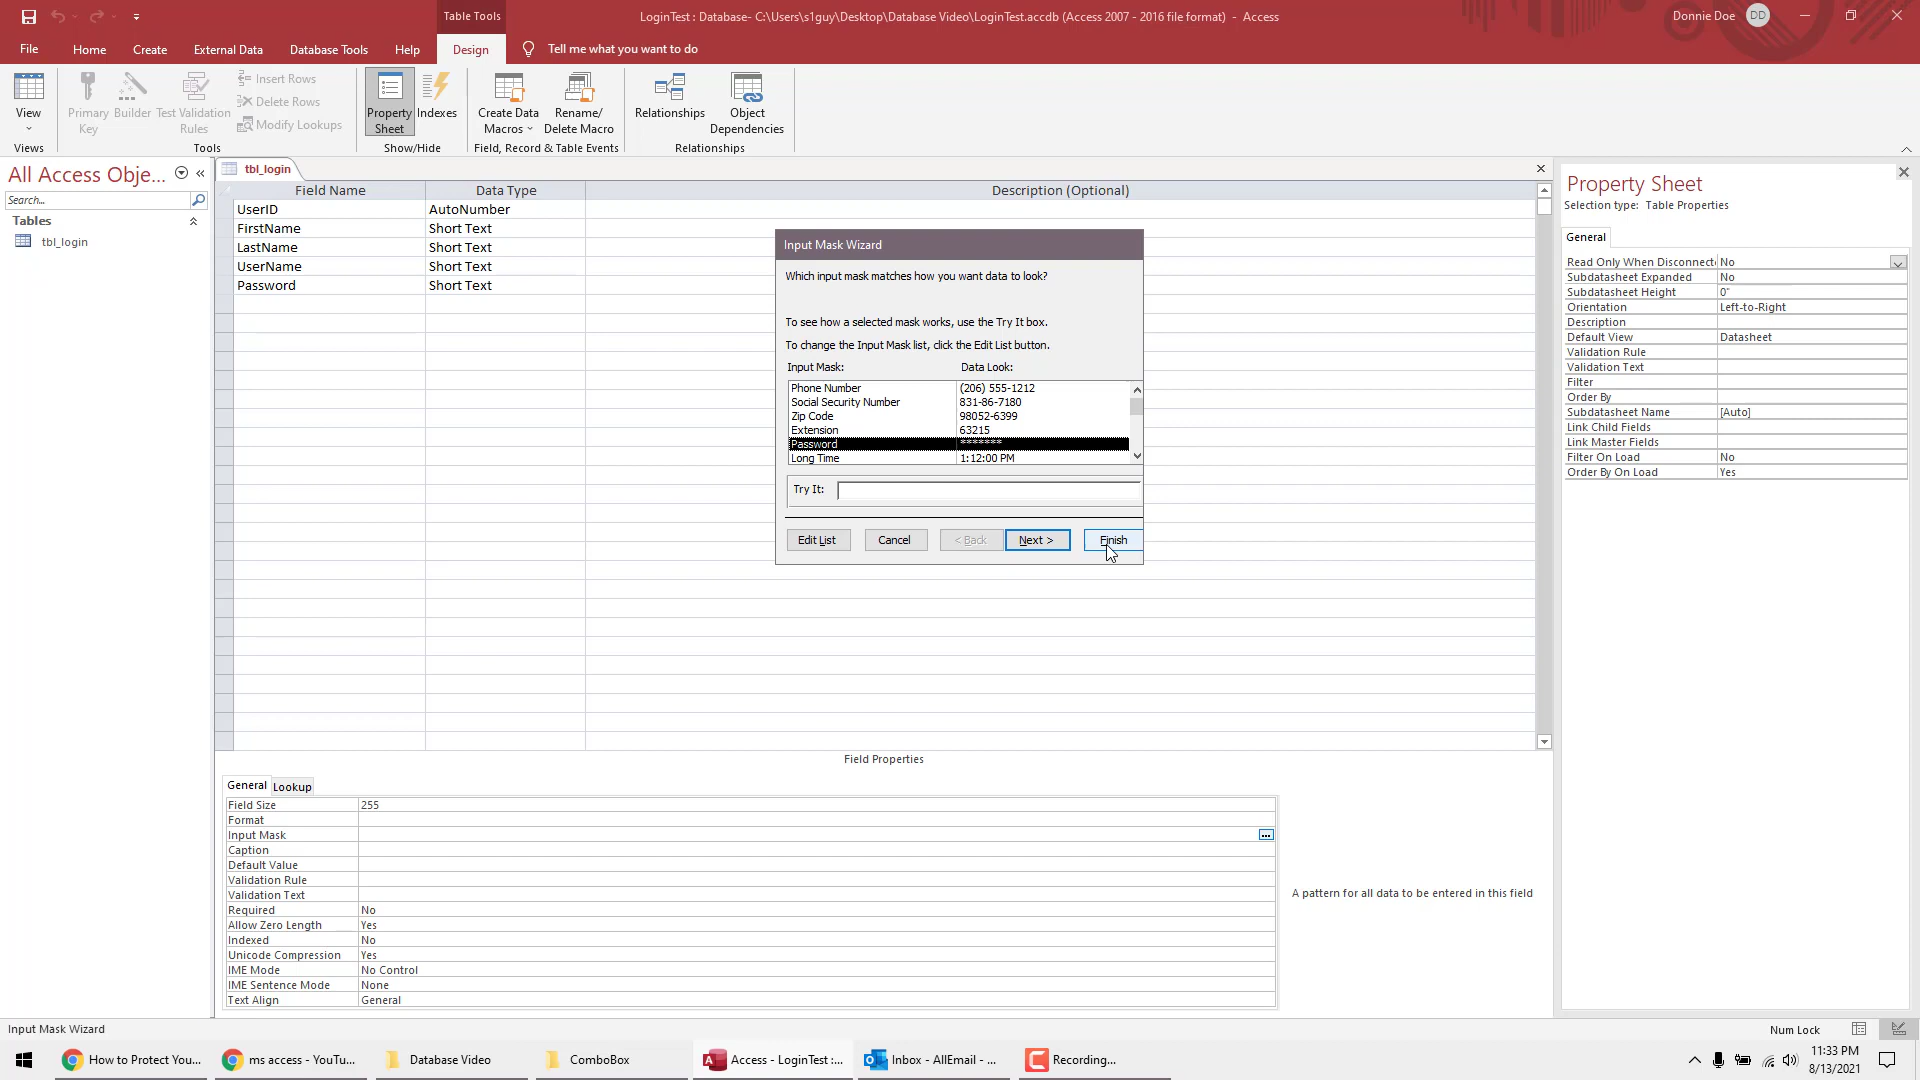 Table Tools
LoginTest : Database- C:\Users\s1guy\Desktop\Database Video\LoginTest.accdb (Access 2007 - 2016 file format) - Access
Donnie Doe
DD
File
Home
Create
External Data
Database Tools
Help
Design
Tell me what you want to do
View
Primary Key
Builder
Test Validation Rules
Insert Rows
Delete Rows
Modify Lookups
Property Sheet
Indexes
Create Data Macros
Rename/ Delete Macro
Relationships
Object Dependencies
Views
Tools
Show/Hide
Field, Record & Table Events
Relationships
All Access Obje...
Search...
Tables
tbl_login
tbl_login
Field Name
Data Type
Description (Optional)
UserID
AutoNumber
FirstName
Short Text
LastName
Short Text
UserName
Short Text
Password
Short Text
Input Mask Wizard
Which input mask matches how you want data to look?
To see how a selected mask works, use the Try It box.
To change the Input Mask list, click the Edit List button.
Input Mask:
Data Look:
Phone Number
(206) 555-1212
Social Security Number
831-86-7180
Zip Code
98052-6399
Extension
63215
Password
*******
Long Time
1:12:00 PM
Try It:
Edit List
Cancel
< Back
Next >
Finish
Property Sheet
Selection type: Table Properties
General
Read Only When Disconnect
No
Subdatasheet Expanded
No
Subdatasheet Height
0"
Orientation
Left-to-Right
Description
Default View
Datasheet
Validation Rule
Validation Text
Filter
Order By
Subdatasheet Name
[Auto]
Link Child Fields
Link Master Fields
Filter On Load
No
Order By On Load
Yes
Field Properties
General
Lookup
Field Size
255
Format
Input Mask
...
Caption
Default Value
Validation Rule
Validation Text
Required
No
Allow Zero Length
Yes
Indexed
No
Unicode Compression
Yes
IME Mode
No Control
IME Sentence Mode
None
Text Align
General
A pattern for all data to be entered in this field
Input Mask Wizard
Num Lock
How to Protect You...
ms access - YouTu...
Database Video
ComboBox
Access - LoginTest :...
Inbox - AllEmail - ...
Recording...
11:33 PM
8/13/2021